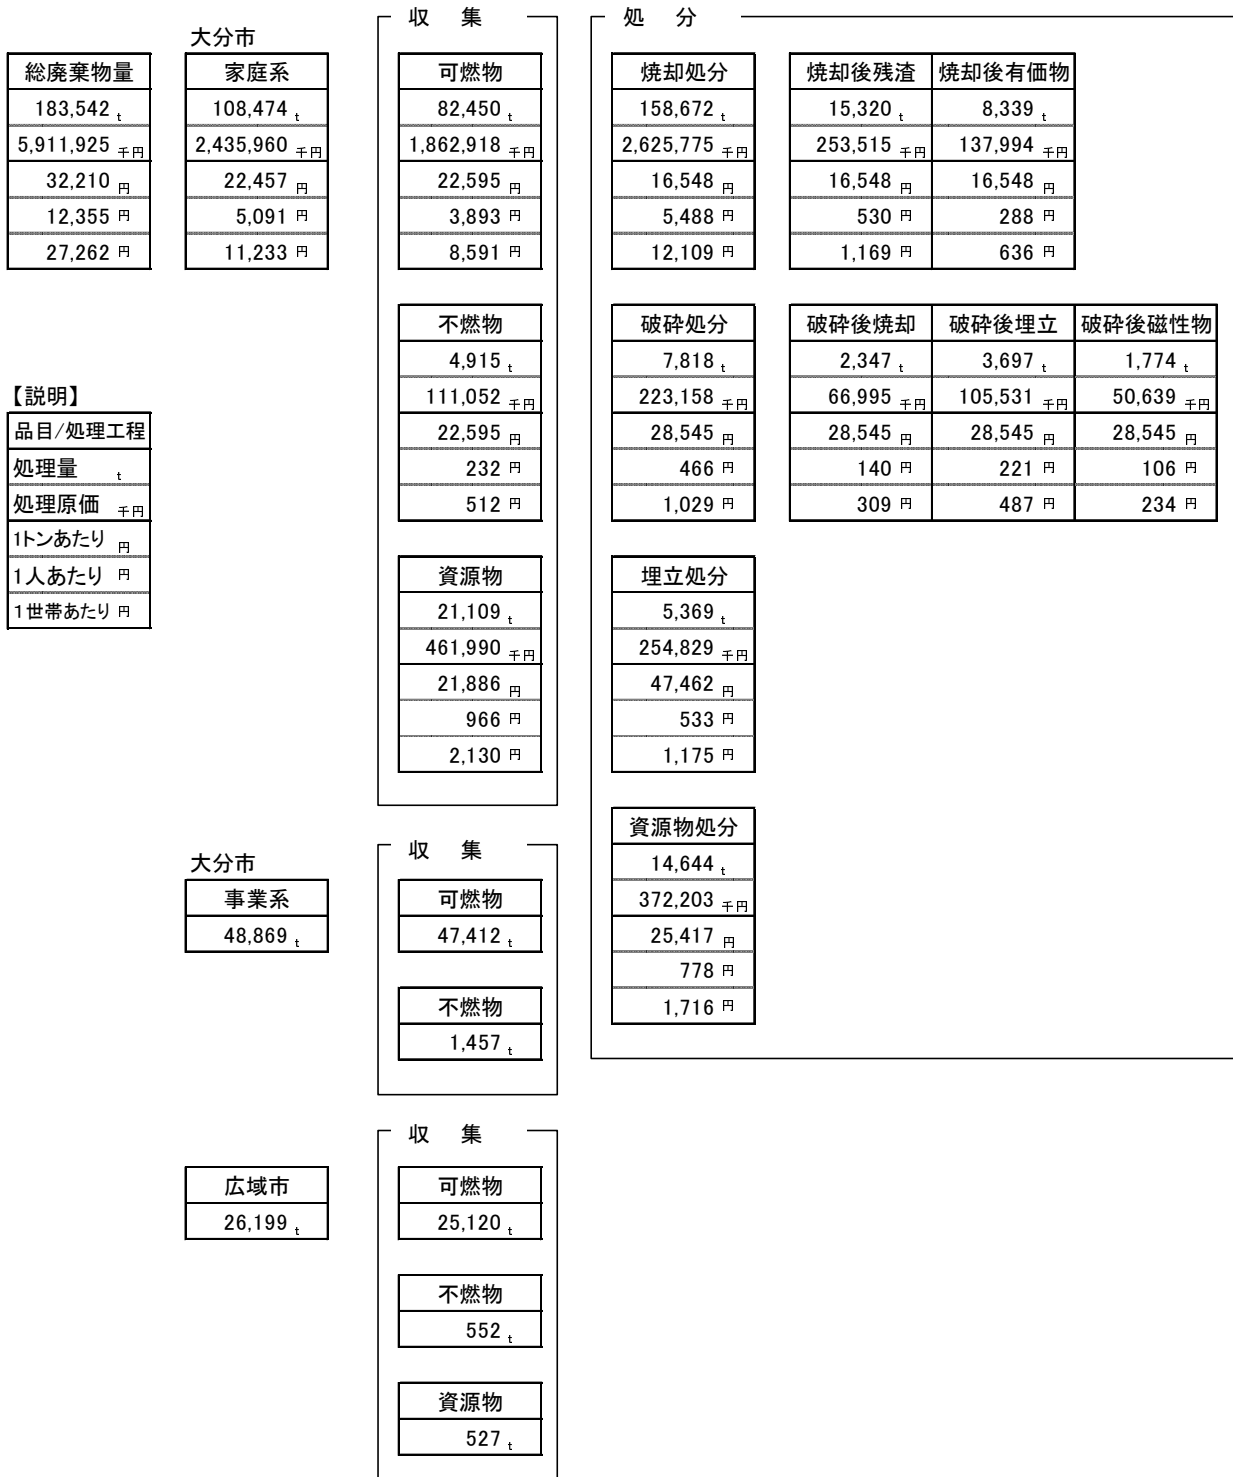 収 集
処 分
大分市
総廃棄物量 家庭系 可燃物 焼却処分 焼却後残渣 焼却後有価物
183,542 t 108,474 t 82,450 t 158,672 t 15,320 t 8,339 t
5,911,925 千円 2,435,960 千円 1,862,918 千円 2,625,775 千円 253,515 千円 137,994 千円
32,210 円 22,457 円 22,595 円 16,548 円 16,548 円 16,548 円
12,355 円 5,091 円 3,893 円 5,488 円 530 円 288 円
27,262 円 11,233 円 8,591 円 12,109 円 1,169 円 636 円
不燃物 破砕処分 破砕後焼却 破砕後埋立 破砕後磁性物
4,915 t 7,818 t 2,347 t 3,697 t 1,774 t
111,052 千円 223,158 千円 66,995 千円 105,531 千円 50,639 千円
22,595 円 28,545 円 28,545 円 28,545 円 28,545 円
232 円 466 円 140 円 221 円 106 円
512 円 1,029 円 309 円 487 円 234 円
【説明】
品目/処理工程
処理量 t
処理原価 千円
1トンあたり 円
1人あたり 円
1世帯あたり 円
資源物 埋立処分
21,109 t 5,369 t
461,990 千円 254,829 千円
21,886 円 47,462 円
966 円 533 円
2,130 円 1,175 円
資源物処分
14,644 t
372,203 千円
25,417 円
778 円
1,716 円
収 集
大分市
事業系 可燃物
48,869 t 47,412 t
不燃物
1,457 t
収 集
広域市 可燃物
26,199 t 25,120 t
不燃物
552 t
資源物
527 t